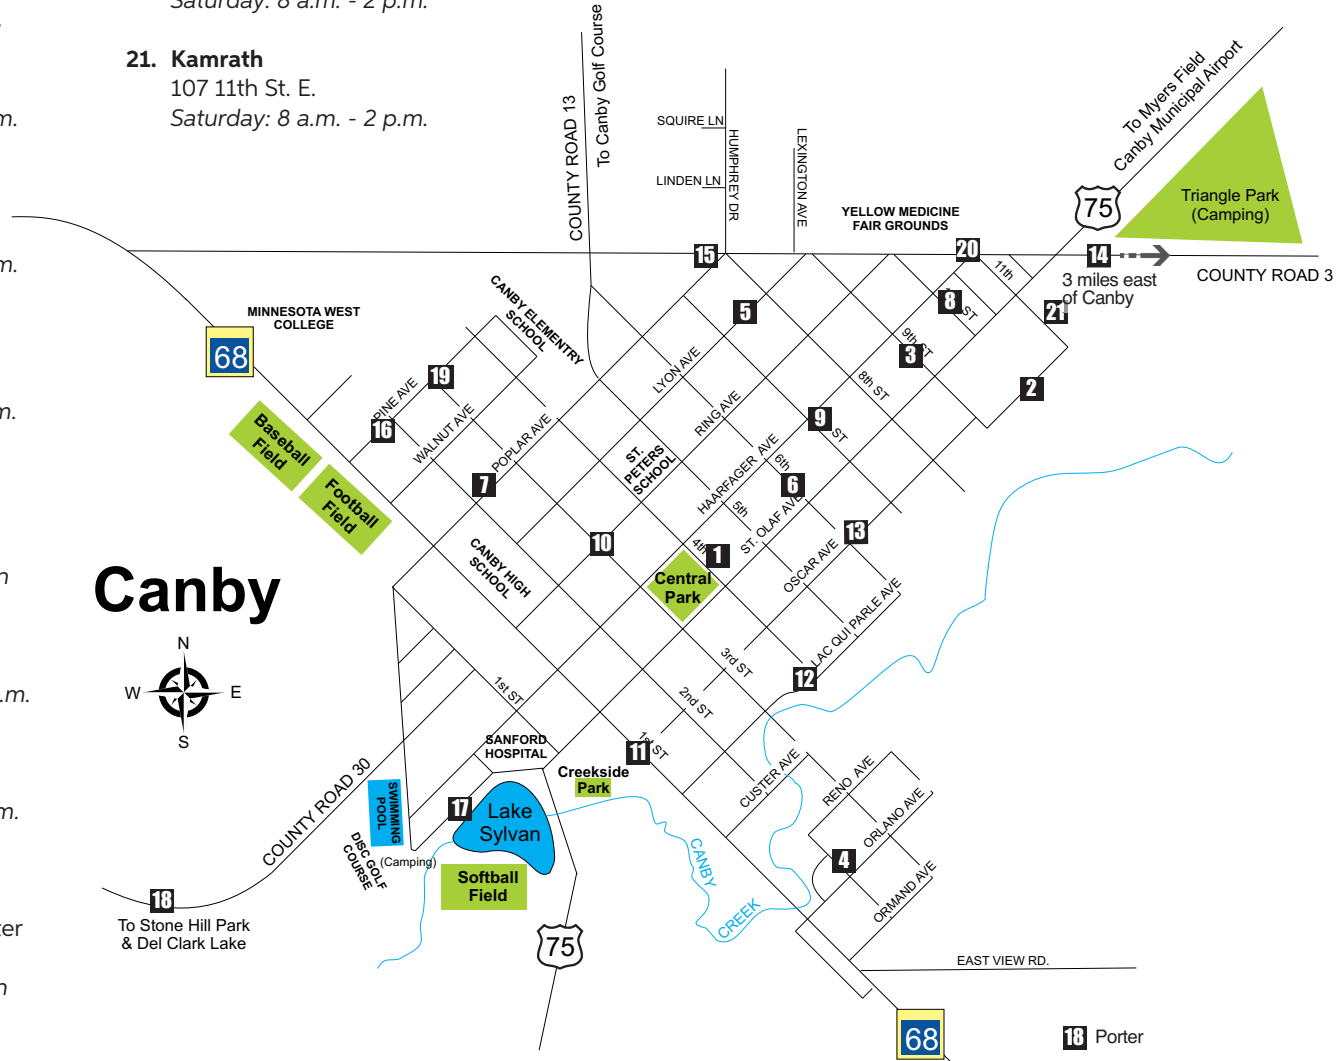 Saturday: 8 a.m. - 2 p.m.
21. Kamrath
107 11th St. E.
Saturday: 8 a.m. - 2 p.m.
m.
m.
m.
n
.m.
m.
ter
n
COUNTY ROAD 13
To Canby Golf Course
SQUIRE LN
LINDEN LN
HUMPHREY DR
LEXINGTON AVE
YELLOW MEDICINE
FAIR GROUNDS
To Myers Field
Canby Municipal Airport
75
Triangle Park
(Camping)
15
20
14
3 miles east
of Canby
COUNTY ROAD 3
11th
8
ST
21
5
9th ST
3
2
MINNESOTA WEST
COLLEGE
68
CANBY ELEMENTRY
SCHOOL
19
PINE AVE
16
WALNUT AVE
POPLAR AVE
7
LYON AVE
RING AVE
8th ST
9
ST
ST.
PETERS
SCHOOL
HAARFAGER AVE
6th
6
5th
ST. OLAF AVE
4th
1
13
OSCAR AVE
LAC QUI PARLE AVE
12
Baseball
Field
Football
Field
10
CANBY HIGH
SCHOOL
Central
Park
Canby
N
W
E
S
3rd ST
2nd ST
1st ST
1st ST
11
SANFORD
HOSPITAL
Creekside
Park
CUSTER AVE
RENO AVE
ORLANO AVE
4
ORMAND AVE
COUNTY ROAD 30
SWIMMING
POOL
17
Lake
Sylvan
DISC GOLF
COURSE
(Camping)
Softball
Field
CANBY
CREEK
18
To Stone Hill Park
& Del Clark Lake
75
EAST VIEW RD.
68
18 Porter